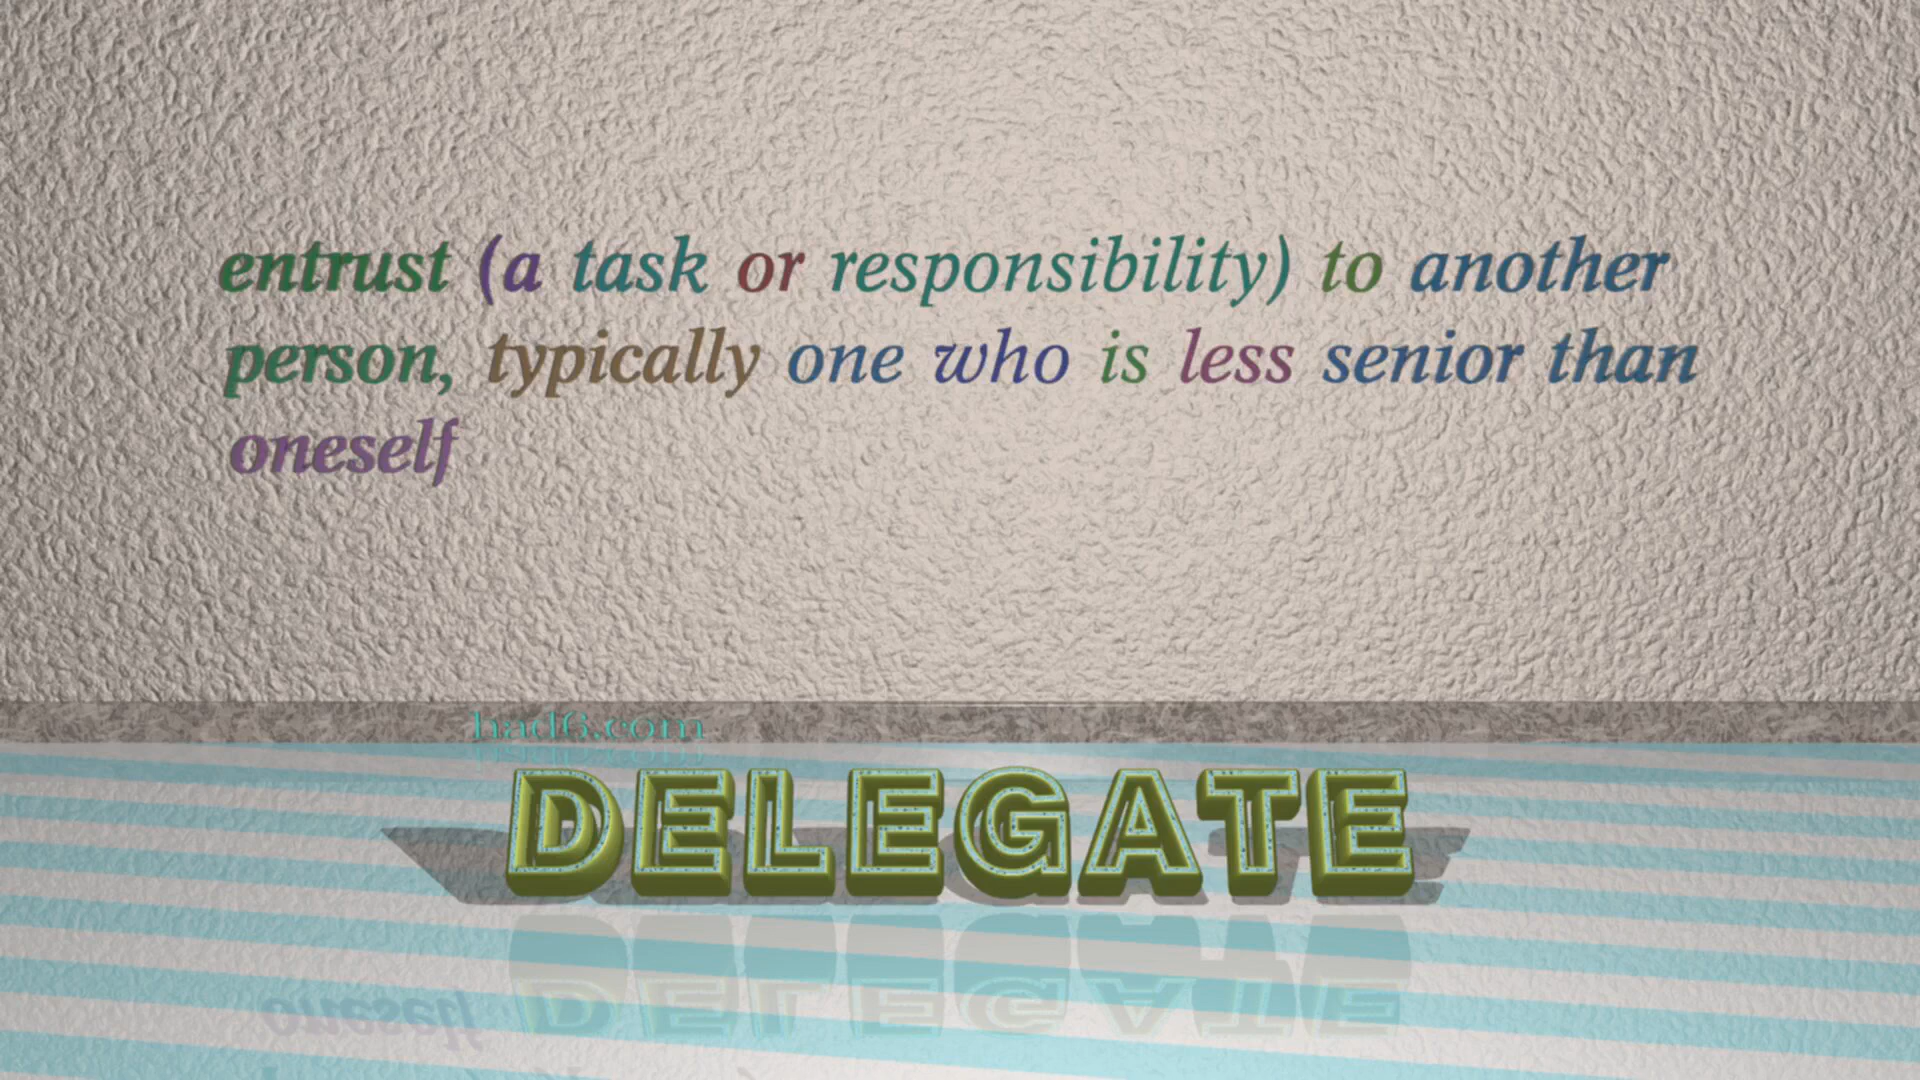 entrust (a task or responsibility) to another
person, typically one who is less senior than
oneself
had6.com
DELEGATE